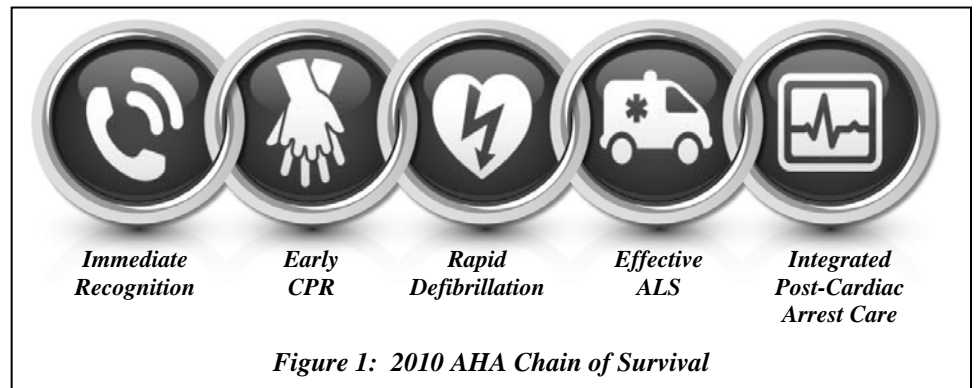 Immediate
Recognition
Early
CPR
Rapid
Defibrillation
Effective
ALS
Integrated
Post-Cardiac
Arrest Care
Figure 1: 2010 AHA Chain of Survival